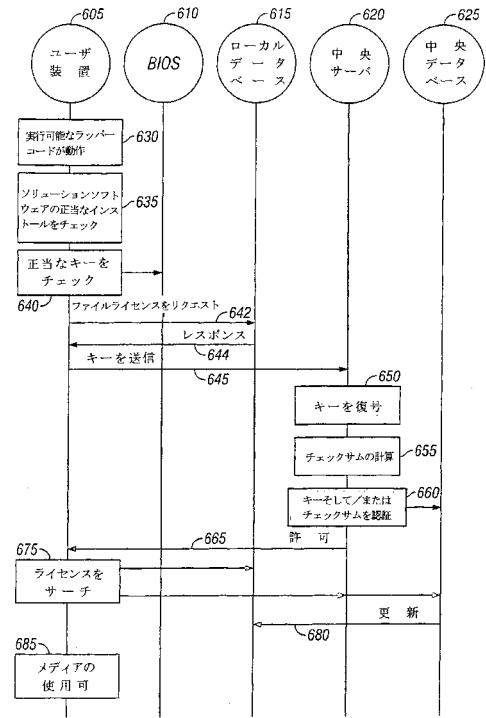 605
610
615
620
625
ユーザ
装置
BIOS
ローカル
データ
ベース
中央
サーバ
中央
データ
ベース
実行可能なラッパー
コードが動作
630
ソリューションソフト
ウェアの正当なインス
トールをチェック
635
正当なキーを
チェック
640
ファイルライセンスをリクエスト
642
レスポンス
644
キーを送信
645
650
キーを復号
チェックサムの計算
655
キーそして/または
チェックサムを認証
660
許可
665
675
ライセンスを
サーチ
更新
680
685
メディアの
使用可